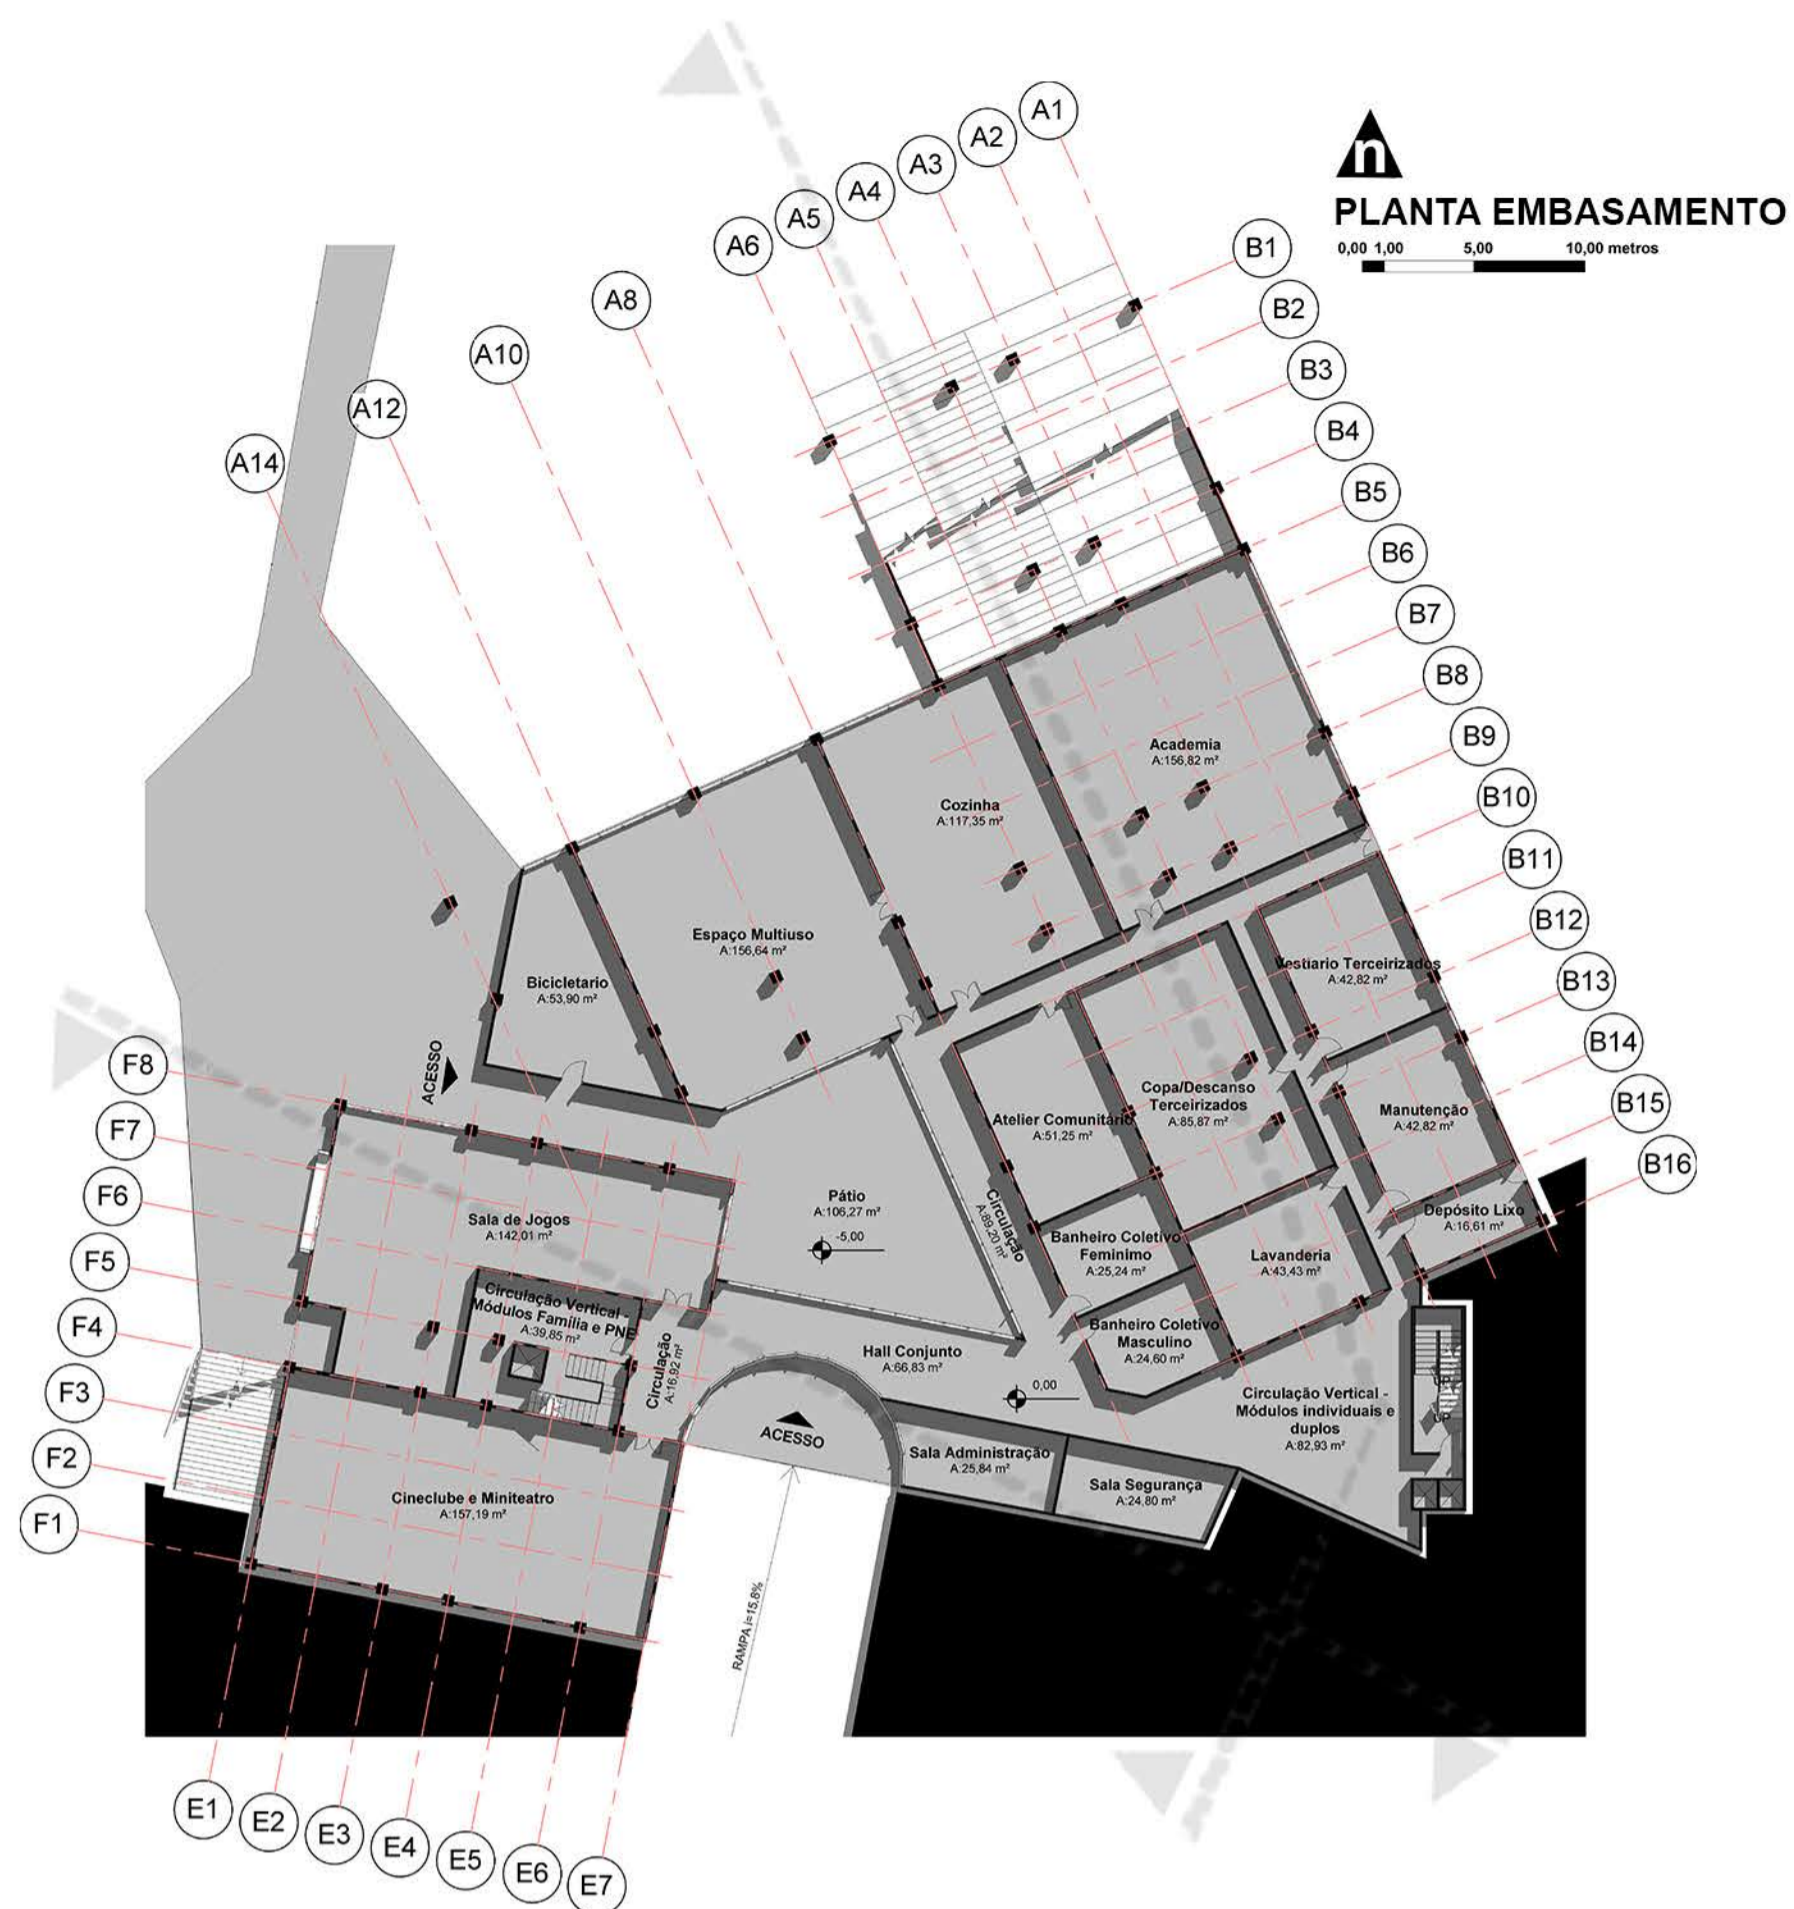 A1
A2
A3
A4
A5
A6
A8
A10
A12
A14
n
PLANTA EMBASAMENTO
0,00 1,00 5,00 10,00 metros
B1
B2
B3
B4
B5
B6
B7
B8
B9
B10
B11
B12
B13
B14
B15
B16
Academia
A:156,82 m²
Cozinha
A:117,35 m²
Espaço Multiuso
A:156,64 m²
Bicicletario
A:53,90 m²
Vestiario Terceirizados
A:42,82 m²
Copa/Descanso
Terceirizados
A:85,87 m²
Atelier Comunitário
A:51,25 m²
Manutenção
A:42,82 m²
Depósito Lixo
A:16,61 m²
ACESSO
F8
F7
F6
F5
F4
F3
F2
F1
Sala de Jogos
A:142,01 m²
Pátio
A:106,27 m²
-5,00
Circulação
A:89,20 m²
Banheiro Coletivo
Feminimo
A:25,24 m²
Lavanderia
A:43,43 m²
Circulação Vertical -
Módulos Família e PNE
A:39,85 m²
Circulação
A:16,92 m²
Banheiro Coletivo
Masculino
A:24,60 m²
Hall Conjunto
A:66,83 m²
0,00
Circulação Vertical -
Módulos individuais e
duplos
A:82,93 m²
UP
UP
ACESSO
Sala Administração
A:25,84 m²
Sala Segurança
A:24,80 m²
Cineclube e Miniteatro
A:157,19 m²
RAMPA i=15,8%
E1
E2
E3
E4
E5
E6
E7